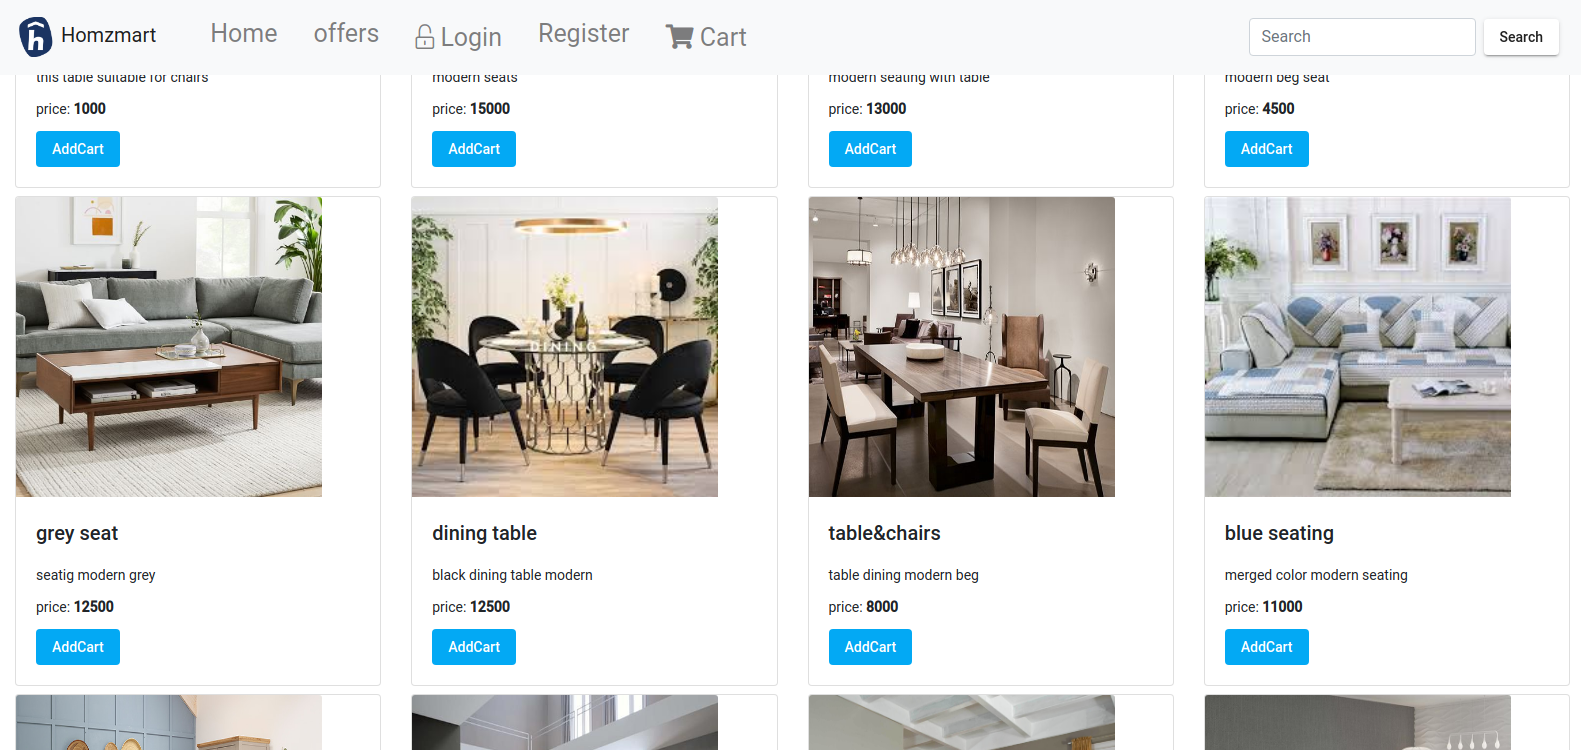 Homzmart
Home
offers
Login
Register
Cart
Search
Search
this table suitable for chairs
modern seats
modern seating with table
modern beg seat
price: 1000
price: 15000
price: 13000
price: 4500
AddCart
AddCart
AddCart
AddCart
DINING
grey seat
dining table
table&chairs
blue seating
seatig modern grey
black dining table modern
table dining modern beg
merged color modern seating
price: 12500
price: 12500
price: 8000
price: 11000
AddCart
AddCart
AddCart
AddCart